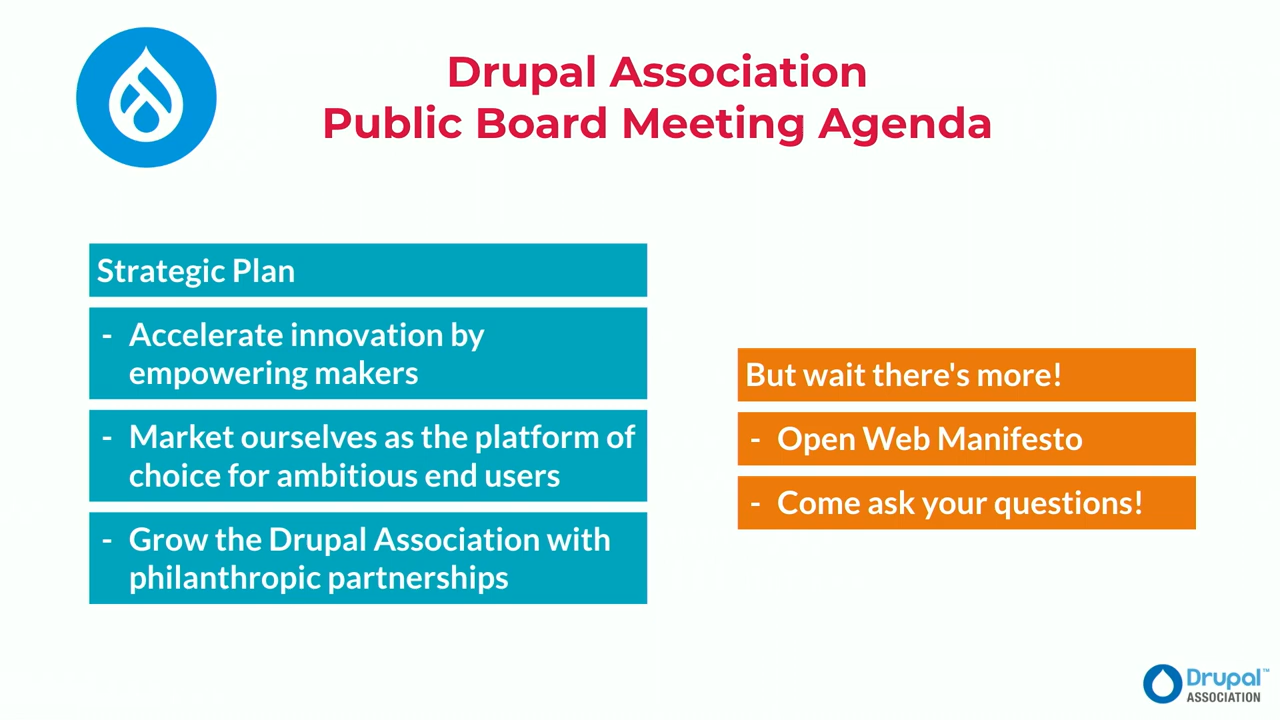 Drupal Association
Public Board Meeting Agenda
Strategic Plan
- Accelerate innovation by
empowering makers
- Market ourselves as the platform of
choice for ambitious end users
- Grow the Drupal Association with
philanthropic partnerships
But wait there's more!
- Open Web Manifesto
- Come ask your questions!
Drupal™
ASSOCIATION